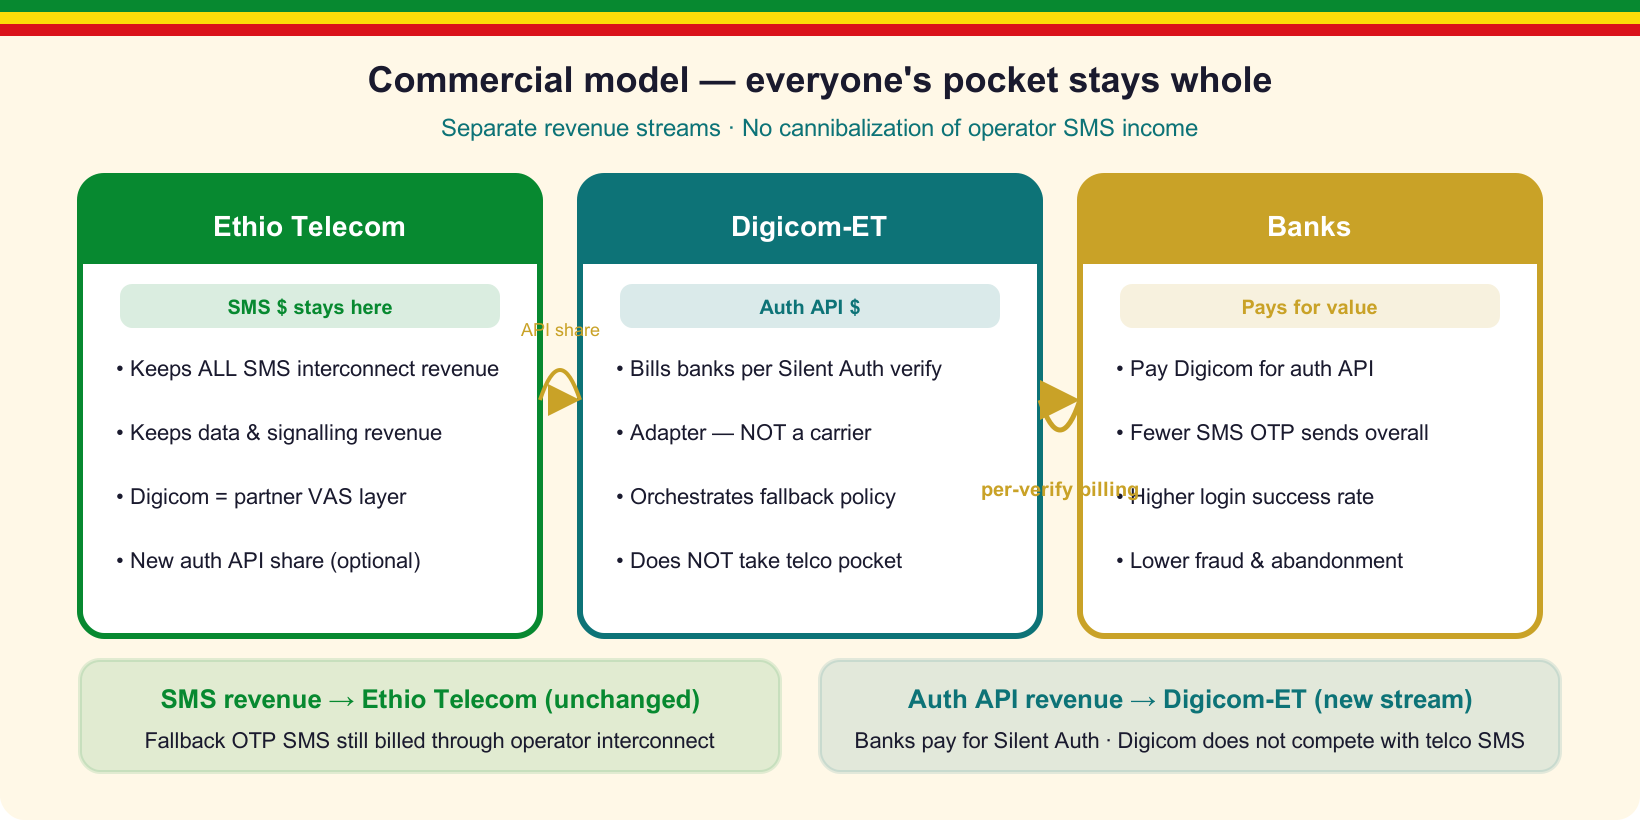 Commercial model — everyone's pocket stays whole
Separate revenue streams · No cannibalization of operator SMS income
Ethio Telecom
SMS $ stays here
• Keeps ALL SMS interconnect revenue
• Keeps data & signalling revenue
• Digicom = partner VAS layer
• New auth API share (optional)
API share
Digicom-ET
Auth API $
• Bills banks per Silent Auth verify
• Adapter — NOT a carrier
• Orchestrates fallback policy
• Does NOT take telco pocket
per-verify billing
Banks
Pays for value
• Pay Digicom for auth API
• Fewer SMS OTP sends overall
• Higher login success rate
• Lower fraud & abandonment
SMS revenue → Ethio Telecom (unchanged)
Fallback OTP SMS still billed through operator interconnect
Auth API revenue → Digicom-ET (new stream)
Banks pay for Silent Auth · Digicom does not compete with telco SMS